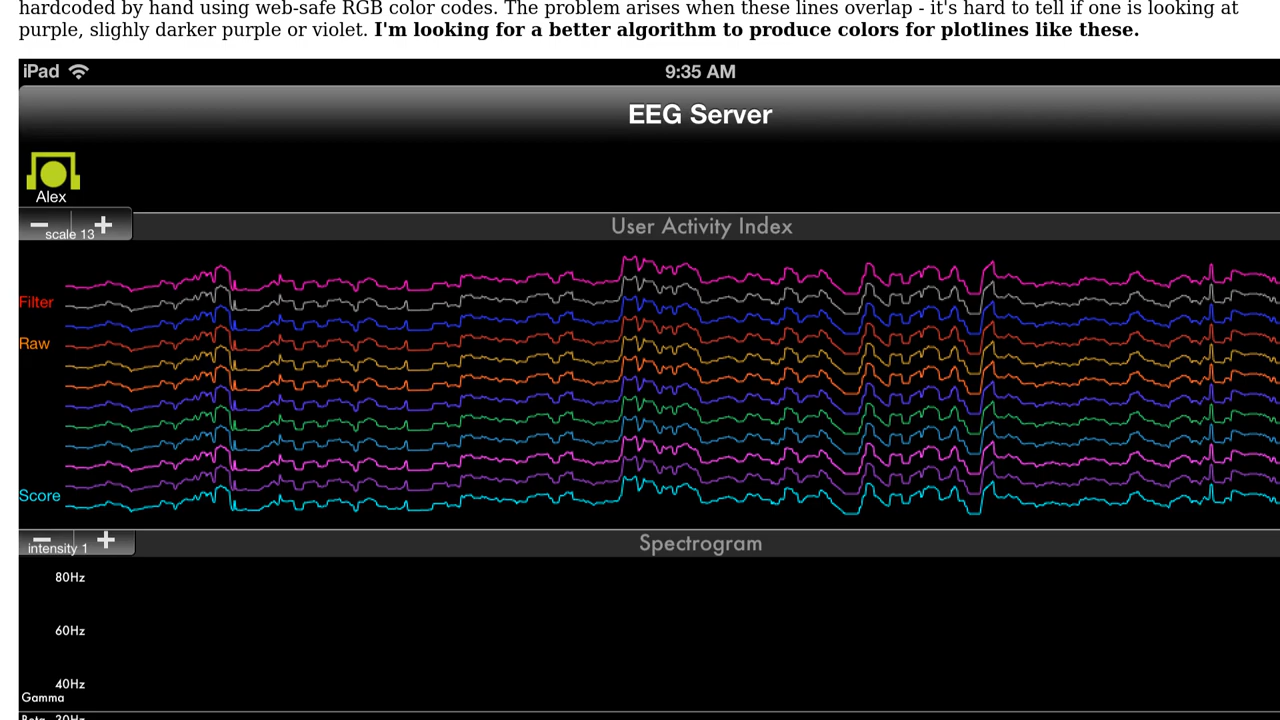 hardcoded by hand using web-safe RGB color codes. The problem arises when these lines overlap - it's hard to tell if one is looking at
purple, slighly darker purple or violet. I'm looking for a better algorithm to produce colors for plotlines like these.
iPad 9:35 AM
EEG Server
Alex
− + scale 13
User Activity Index
Filter
Raw
Score
− + intensity 1
Spectrogram
80Hz
60Hz
40Hz
Gamma
Beta 30Hz